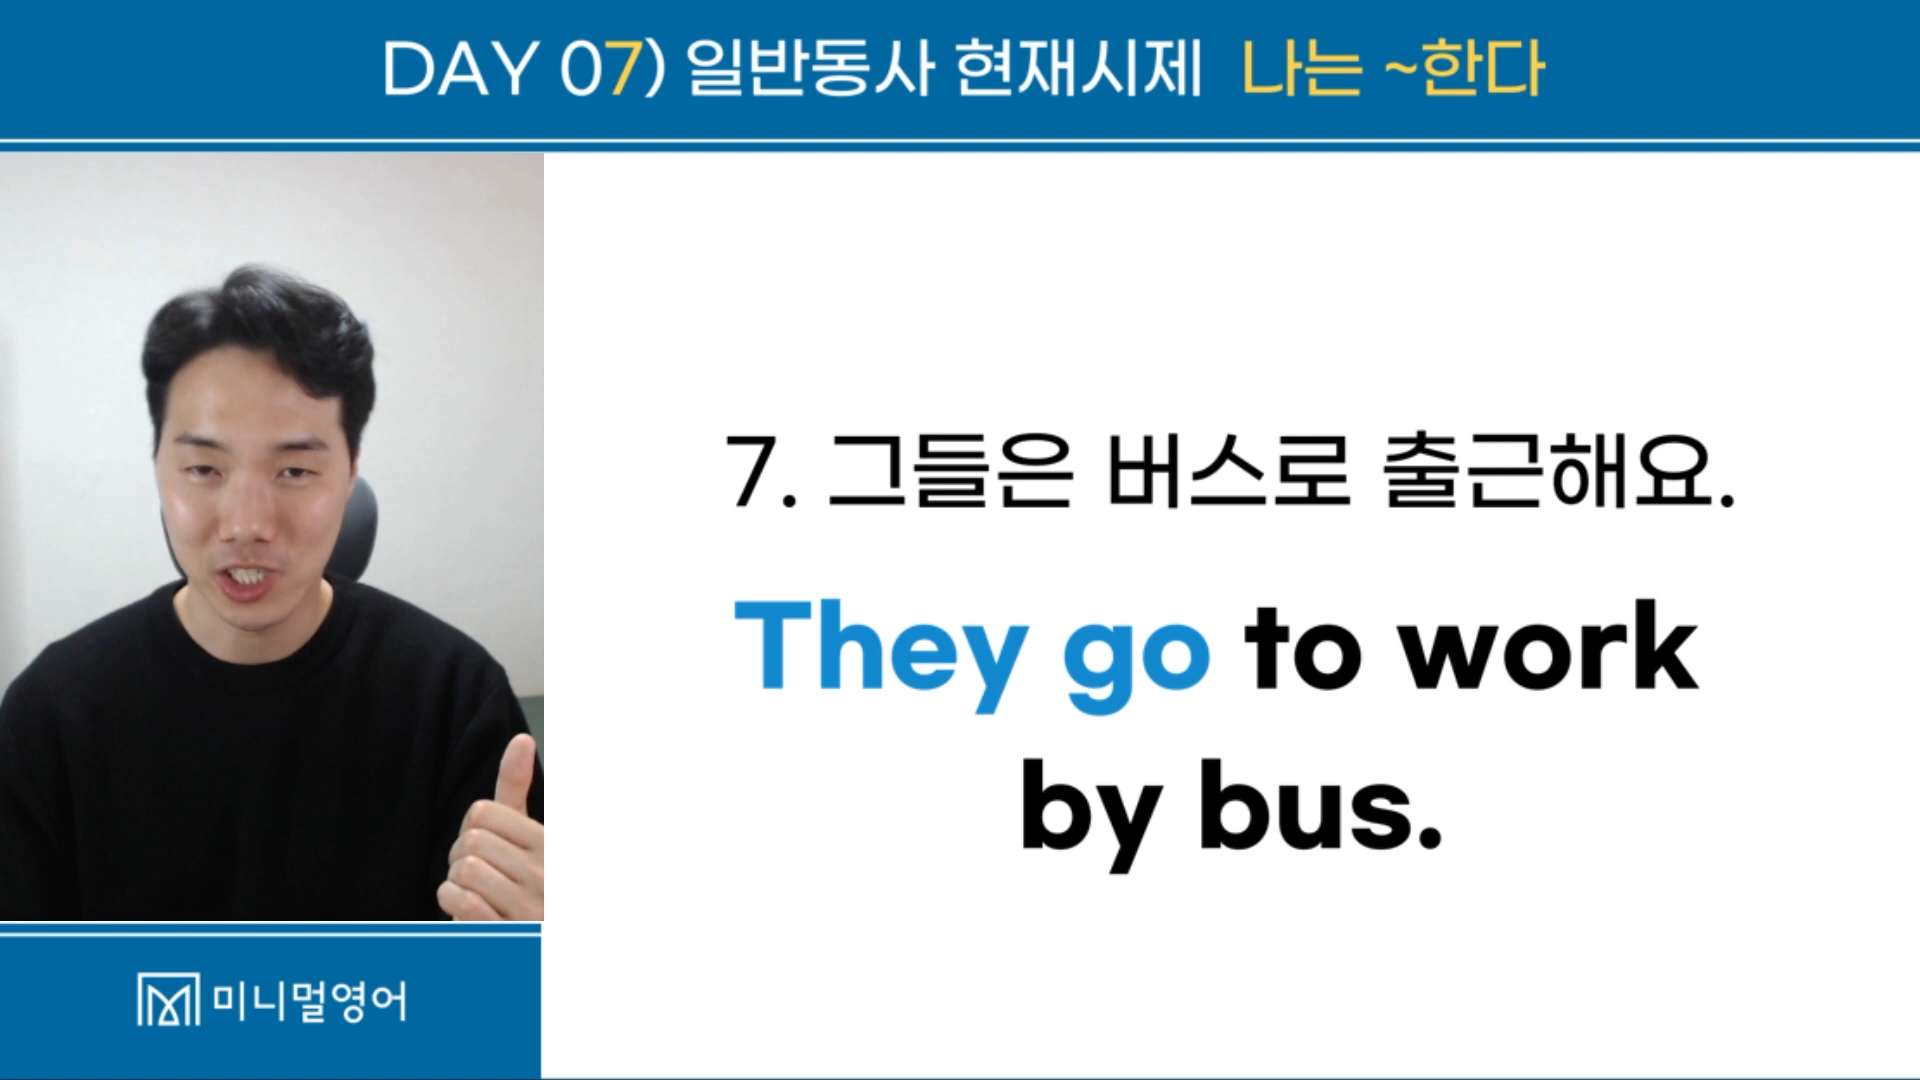 DAY 07) 일반동사 현재시제 나는 ~한다
7. 그들은 버스로 출근해요.
They go to work
by bus.
미니멀영어